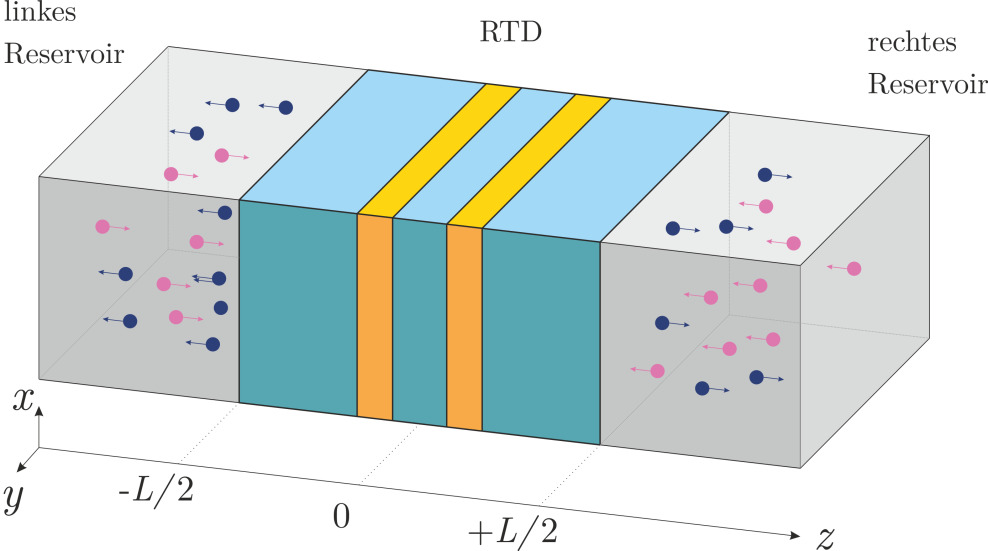 linkes
Reservoir
RTD
rechtes
Reservoir
x
y
-L/2
0
+L/2
z